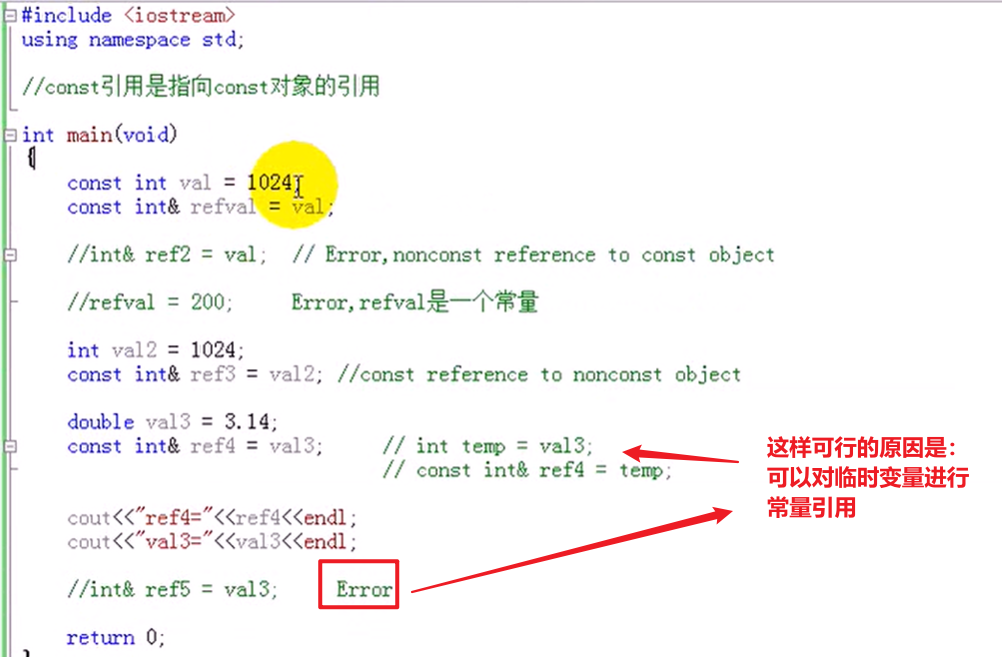 #include <iostream>
using namespace std;
//const引用是指向const对象的引用
int main(void)
{
const int val = 1024;
const int& refval = val;
//int& ref2 = val;  // Error,nonconst reference to const object
//refval = 200;     Error,refval是一个常量
int val2 = 1024;
const int& ref3 = val2; //const reference to nonconst object
double val3 = 3.14;
const int& ref4 = val3;     // int temp = val3;
// const int& ref4 = temp;
这样可行的原因是：
可以对临时变量进行
常量引用
cout<<"ref4="<<ref4<<endl;
cout<<"val3="<<val3<<endl;
//int& ref5 = val3;     Error
return 0;
}